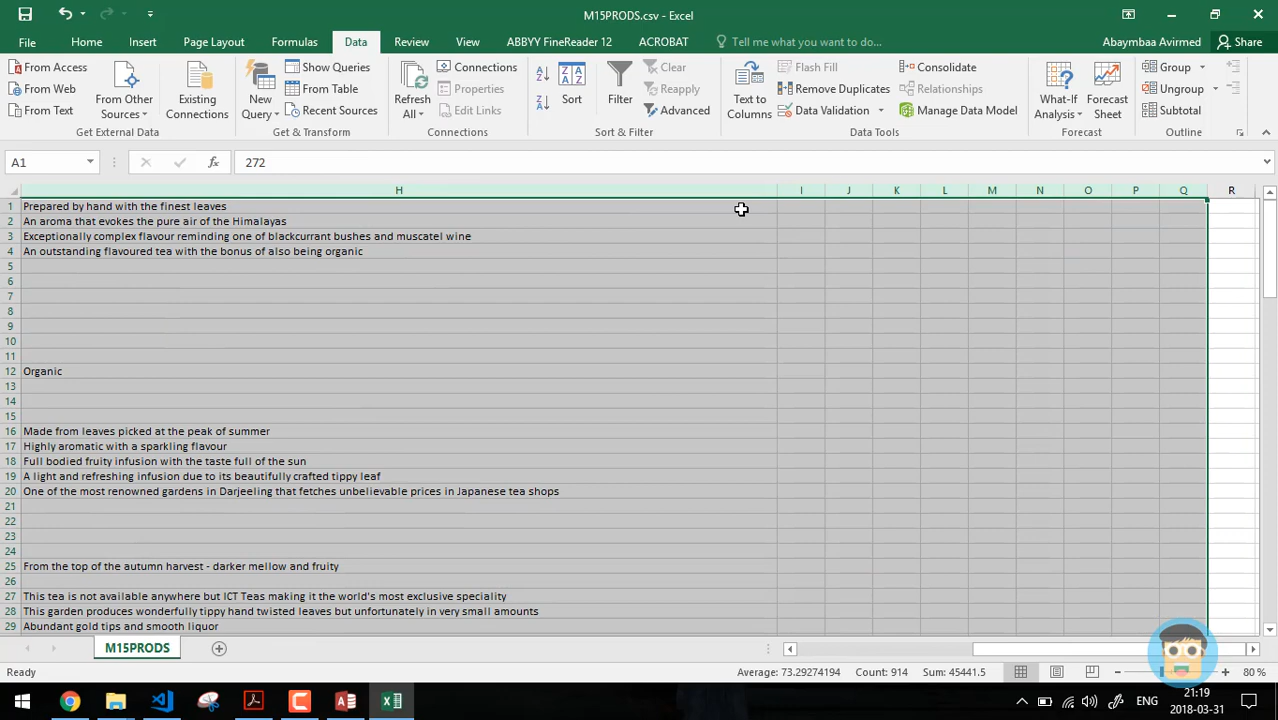 M15PRODS.csv - Excel
File Home Insert Page Layout Formulas Data Review View ABBYY FineReader 12 ACROBAT Tell me what you want to do... Abaymbaa Avirmed Share
From Access
From Web
From Text
From Other Sources
Existing Connections
Get External Data
New Query
Show Queries
From Table
Recent Sources
Get & Transform
Refresh All
Connections
Properties
Edit Links
Connections
Sort
Filter
Clear
Reapply
Advanced
Sort & Filter
Text to Columns
Flash Fill
Remove Duplicates
Data Validation
Consolidate
Relationships
Manage Data Model
Data Tools
What-If Analysis
Forecast Sheet
Forecast
Group
Ungroup
Subtotal
Outline
A1 fx 272
H I J K L M N O P Q R
1 Prepared by hand with the finest leaves
2 An aroma that evokes the pure air of the Himalayas
3 Exceptionally complex flavour reminding one of blackcurrant bushes and muscatel wine
4 An outstanding flavoured tea with the bonus of also being organic
5
6
7
8
9
10
11
12 Organic
13
14
15
16 Made from leaves picked at the peak of summer
17 Highly aromatic with a sparkling flavour
18 Full bodied fruity infusion with the taste full of the sun
19 A light and refreshing infusion due to its beautifully crafted tippy leaf
20 One of the most renowned gardens in Darjeeling that fetches unbelievable prices in Japanese tea shops
21
22
23
24
25 From the top of the autumn harvest - darker mellow and fruity
26
27 This tea is not available anywhere but ICT Teas making it the world's most exclusive speciality
28 This garden produces wonderfully tippy hand twisted leaves but unfortunately in very small amounts
29 Abundant gold tips and smooth liquor
M15PRODS
Ready Average: 73.29274194 Count: 914 Sum: 45441.5 80 %
ENG 21:19
2018-03-31